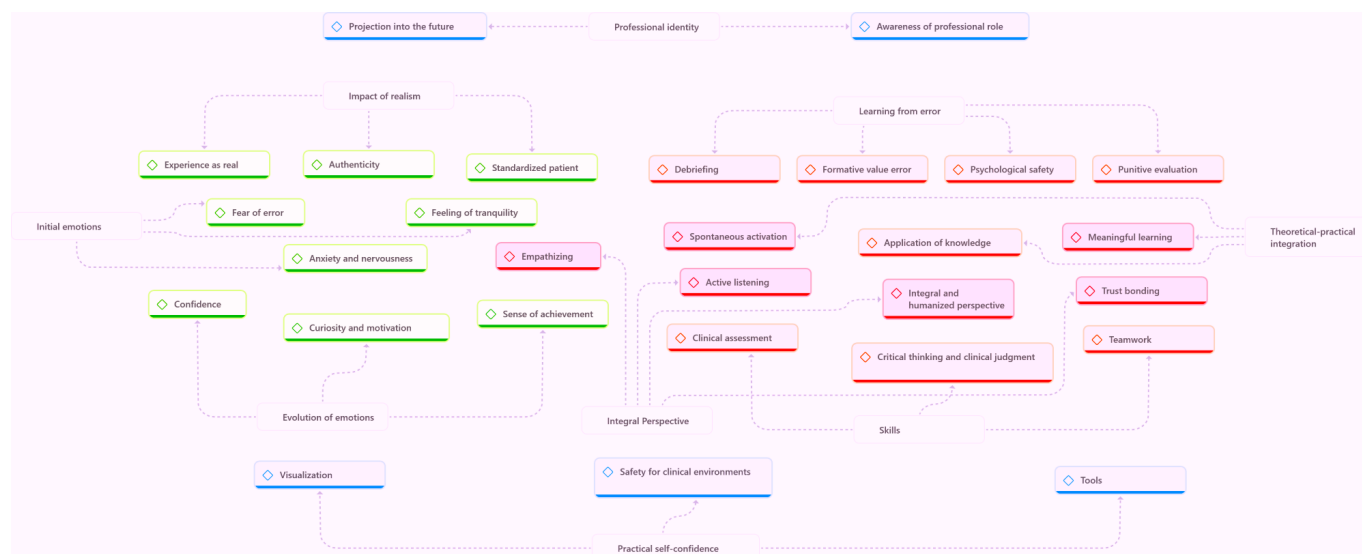 Projection into the future
Professional identity
Awareness of professional role
Impact of realism
Learning from error
Experience as real
Authenticity
Standardized patient
Debriefing
Formative value error
Psychological safety
Punitive evaluation
Initial emotions
Fear of error
Feeling of tranquility
Spontaneous activation
Application of knowledge
Meaningful learning
Theoretical-practical
integration
Anxiety and nervousness
Empathizing
Active listening
Integral and
humanized perspective
Trust bonding
Confidence
Curiosity and motivation
Sense of achievement
Clinical assessment
Critical thinking and clinical judgment
Teamwork
Evolution of emotions
Integral Perspective
Skills
Visualization
Safety for clinical environments
Tools
Practical self-confidence